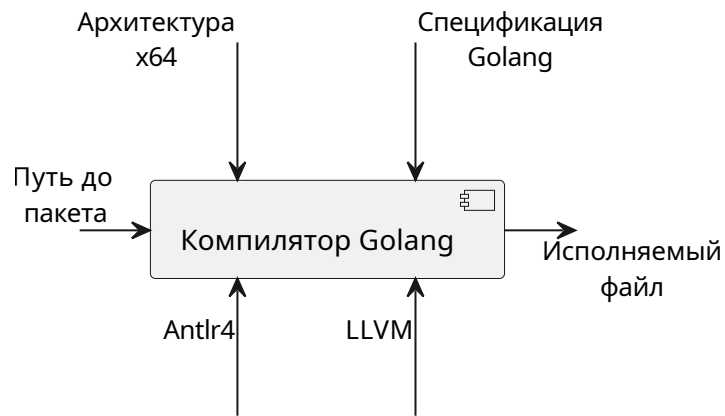 Архитектура
x64
Спецификация
Golang
Путь до
пакета
Компилятор Golang
Исполняемый
файл
Antlr4
LLVM